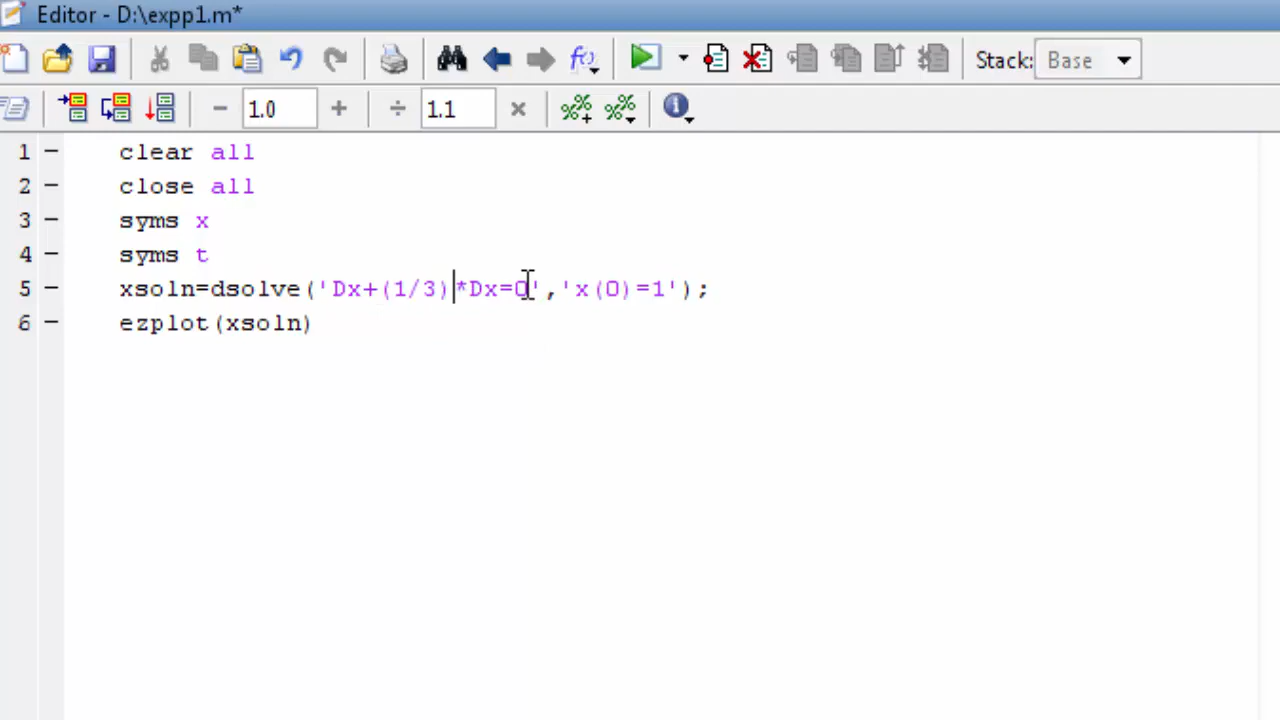 Editor - D:\expp1.m*
Stack: Base
- 1.0 + ÷ 1.1 ×
1 - clear all
2 - close all
3 - syms x
4 - syms t
5 - xsoln=dsolve('Dx+(1/3)*Dx=0','x(0)=1');
6 - ezplot(xsoln)